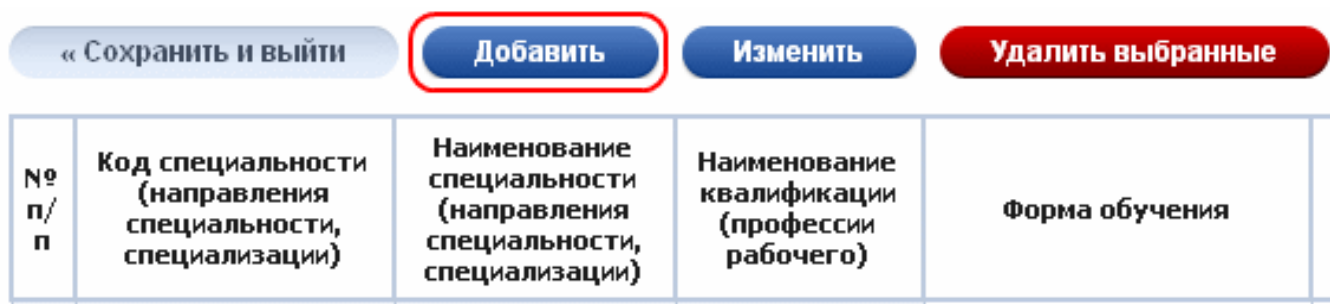 « Сохранить и выйти
Добавить
Изменить
Удалить выбранные
№
п/
п
Код специальности
(направления
специальности,
специализации)
Наименование
специальности
(направления
специальности,
специализации)
Наименование
квалификации
(профессии
рабочего)
Форма обучения